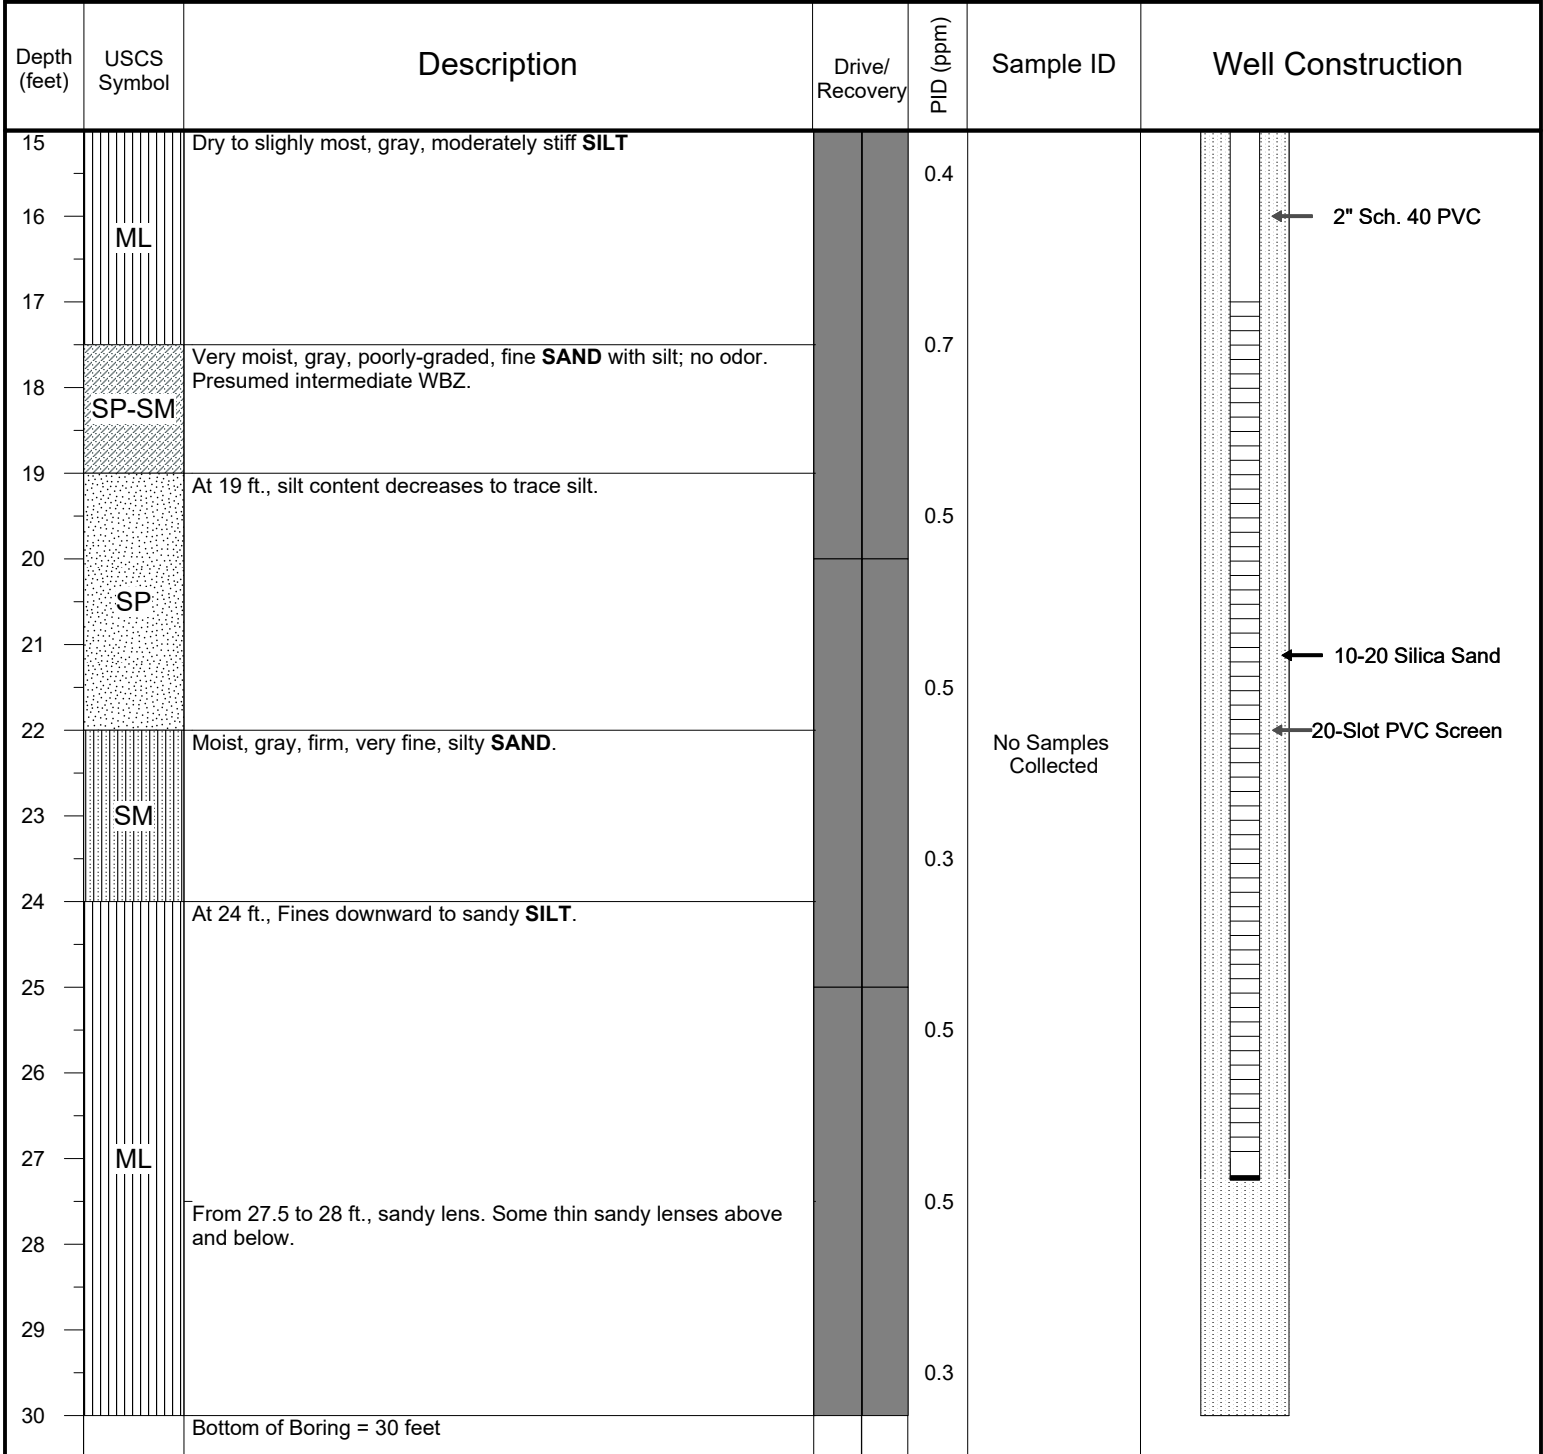 Depth
(feet)
USCS
Symbol
Description
Drive/
Recovery
PID (ppm)
Sample ID
Well Construction
15
Dry to slighly most, gray, moderately stiff SILT
0.4
16
2" Sch. 40 PVC
ML
17
Very moist, gray, poorly-graded, fine SAND with silt; no odor.
Presumed intermediate WBZ.
0.7
18
SP-SM
19
At 19 ft., silt content decreases to trace silt.
0.5
20
SP
21
10-20 Silica Sand
0.5
22
20-Slot PVC Screen
Moist, gray, firm, very fine, silty SAND.
No Samples
Collected
23
SM
0.3
24
At 24 ft., Fines downward to sandy SILT.
25
0.5
26
27
ML
0.5
From 27.5 to 28 ft., sandy lens. Some thin sandy lenses above
and below.
28
29
0.3
30
Bottom of Boring = 30 feet